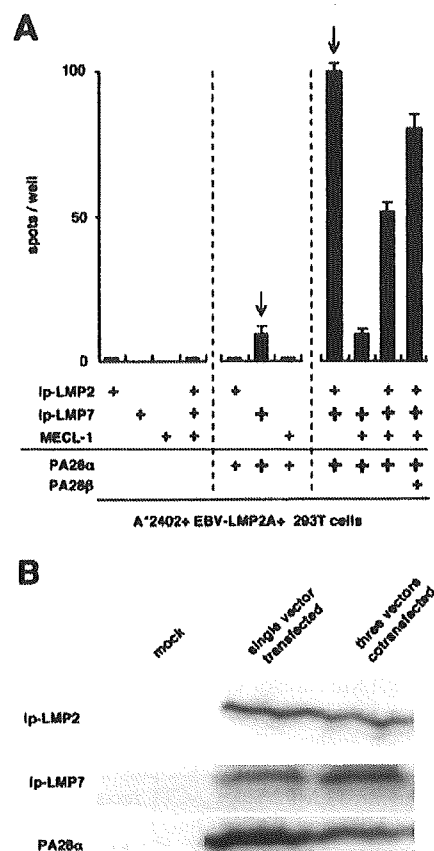 A
100
50
0
spots / well
ip-LMP2 + + + +
ip-LMP7 + + + + + + +
MECL-1 + + + + + +
PA28α + + + + + + +
PA28β +
A*2402+ EBV-LMP2A+ 293T cells
B
mock
single vector
transfected
three vectors
cotransfected
ip-LMP2
ip-LMP7
PA28α